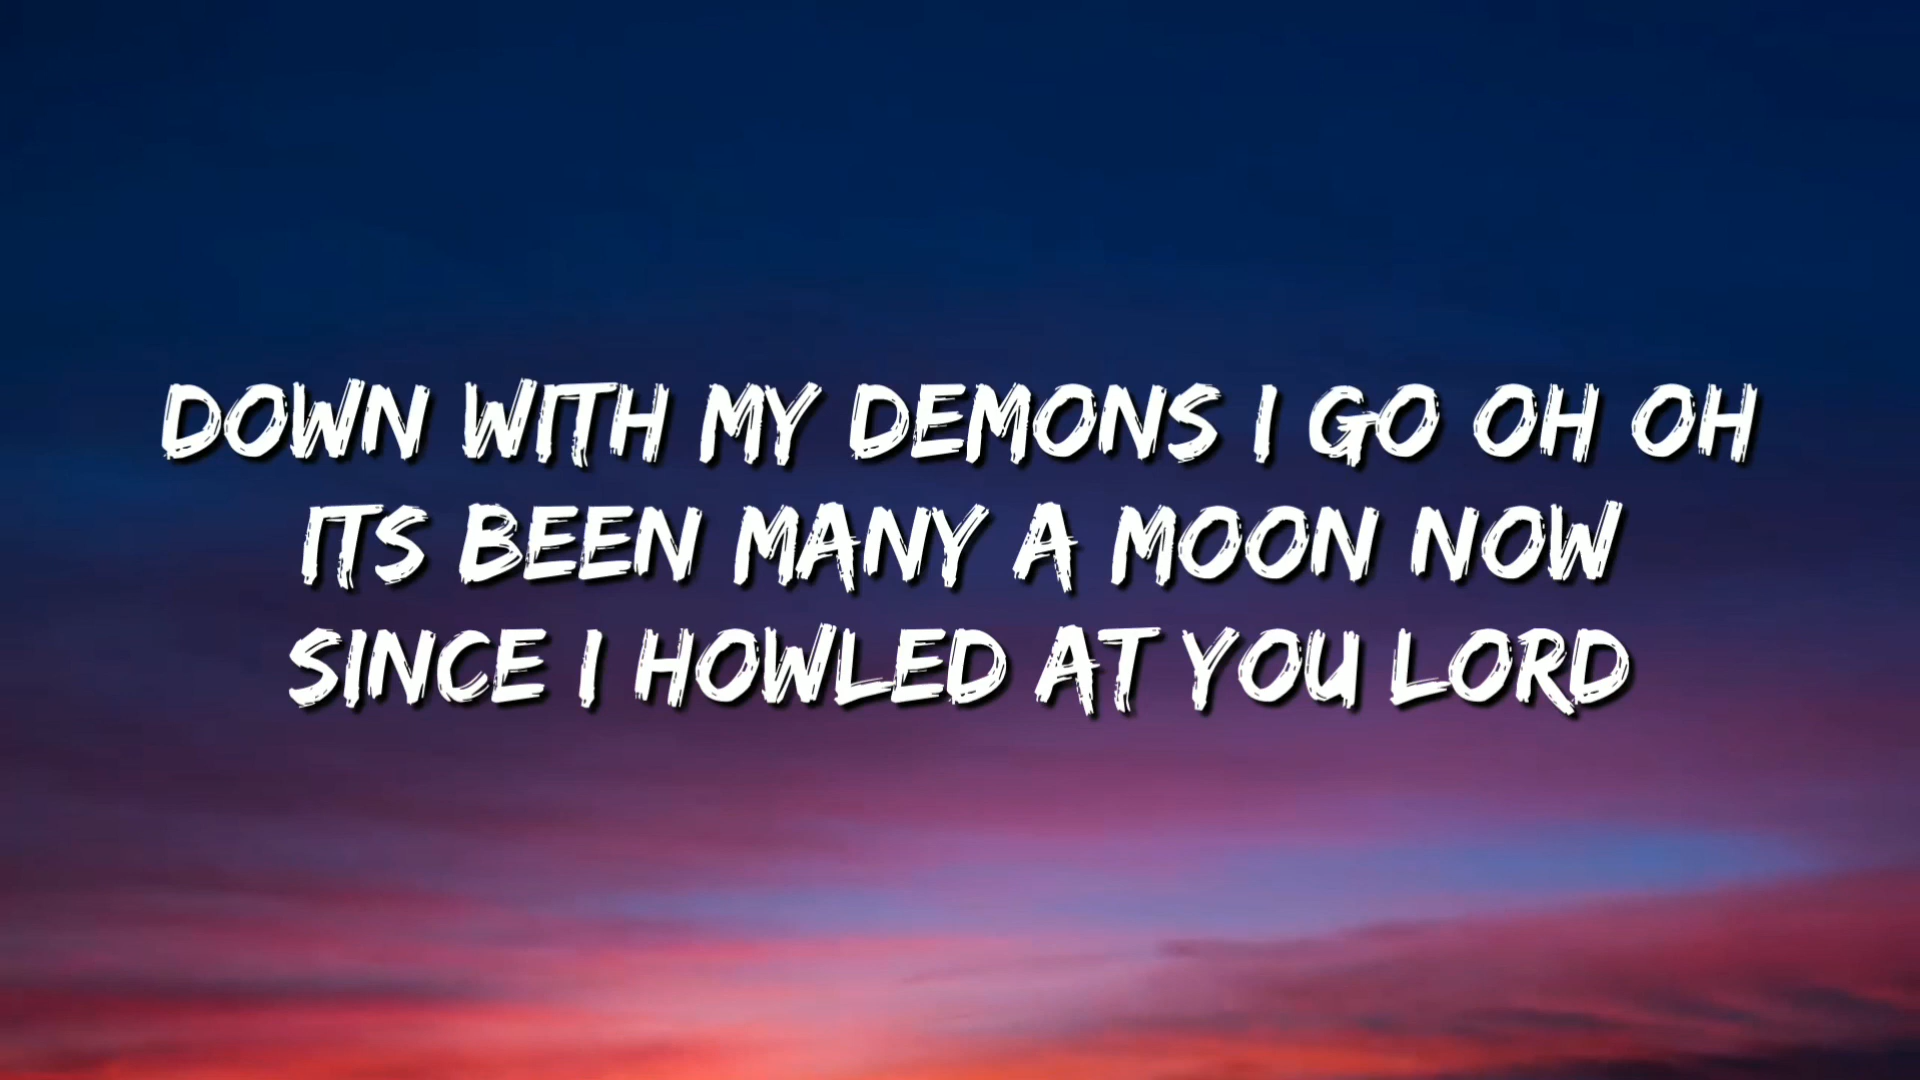 DOWN WITH MY DEMONS I GO OH OH
ITS BEEN MANY A MOON NOW
SINCE I HOWLED AT YOU LORD